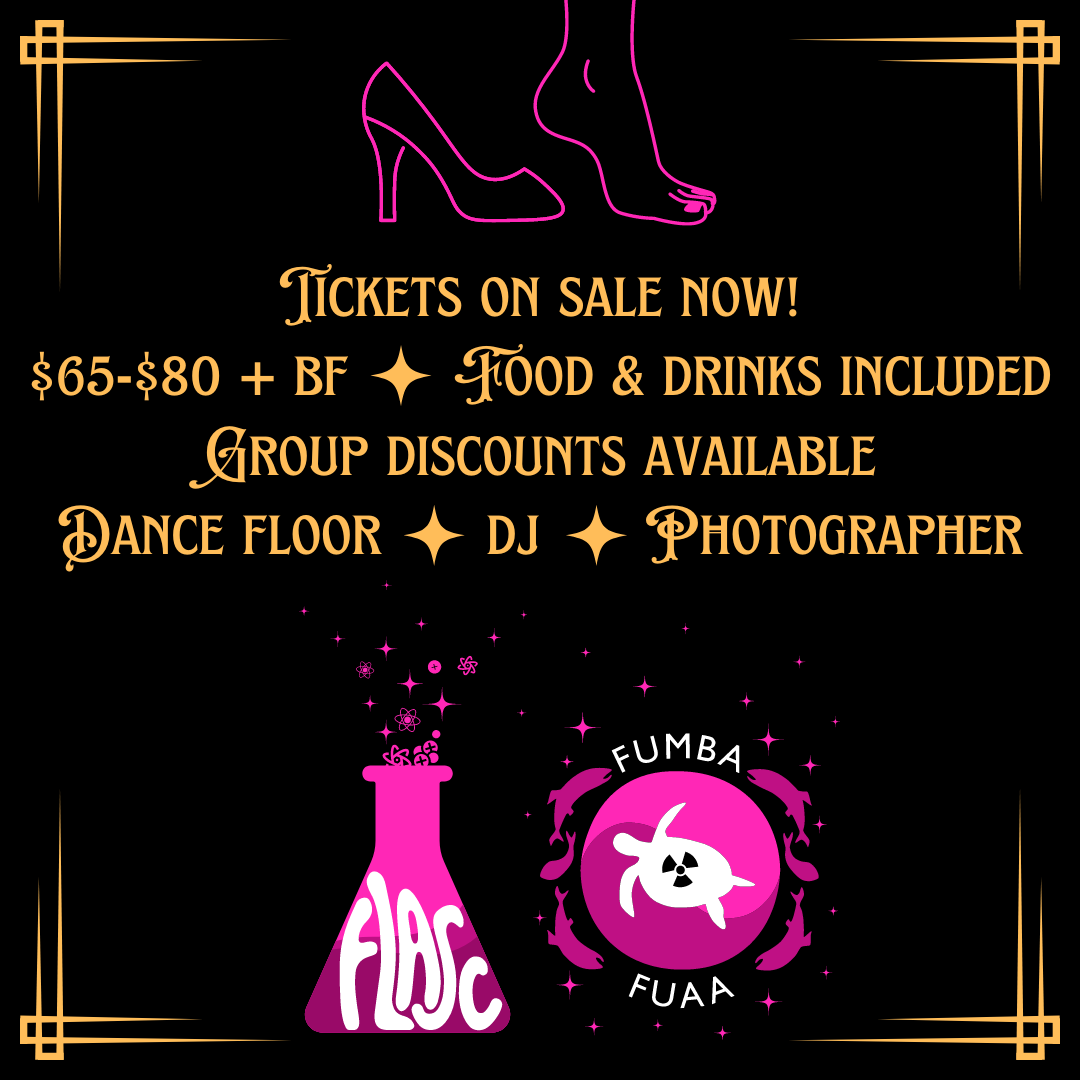 Tickets on sale now!
$65-$80 + BF ✦ Food & drinks included
Group discounts available
Dance floor ✦ DJ ✦ Photographer
FUMBA
FLASC
FUAA